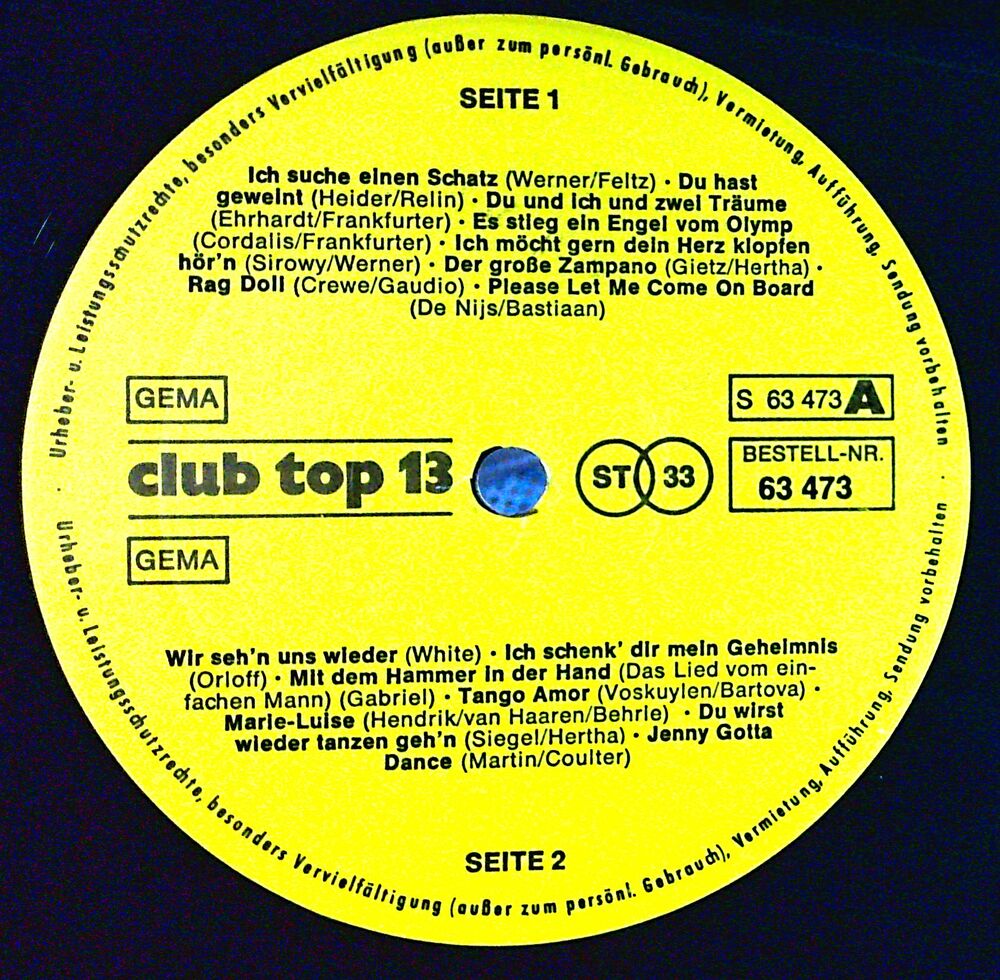 Urheber- u. Leistungsschutzrechte, besonders Vervielfältigung (außer zum persönl. Gebrauch), Vermietung, Aufführung, Sendung vorbehalten
SEITE 1
Ich suche einen Schatz (Werner/Feltz) · Du hast
geweint (Heider/Relin) · Du und ich und zwei Träume
(Ehrhardt/Frankfurter) · Es stieg ein Engel vom Olymp
(Cordalis/Frankfurter) · Ich möcht gern dein Herz klopfen
hör'n (Sirowy/Werner) · Der große Zampano (Gietz/Hertha) ·
Rag Doll (Crewe/Gaudio) · Please Let Me Come On Board
(De Nijs/Bastiaan)
GEMA
S 63 473 A
club top 13
ST 33
BESTELL-NR.
63 473
GEMA
Wir seh'n uns wieder (White) · Ich schenk' dir mein Geheimnis
(Orloff) · Mit dem Hammer in der Hand (Das Lied vom ein-
fachen Mann) (Gabriel) · Tango Amor (Voskuylen/Bartova) ·
Marie-Luise (Hendrik/van Haaren/Behrle) · Du wirst
wieder tanzen geh'n (Siegel/Hertha) · Jenny Gotta
Dance (Martin/Coulter)
SEITE 2
Urheber- u. Leistungsschutzrechte, besonders Vervielfältigung (außer zum persönl. Gebrauch), Vermietung, Aufführung, Sendung vorbehalten